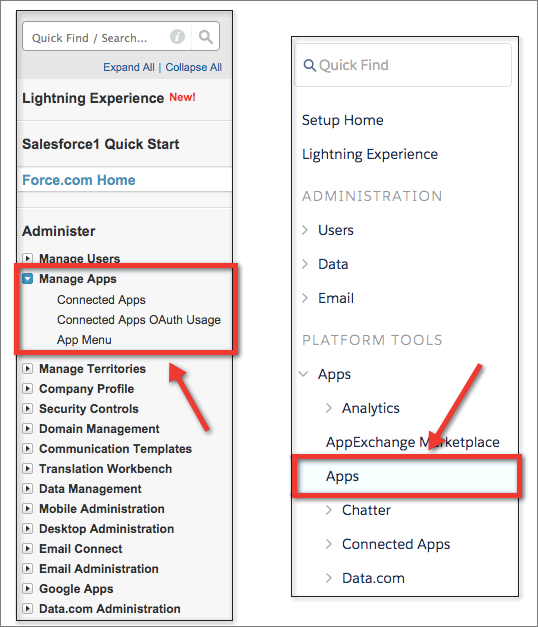 Quick Find / Search...
Expand All | Collapse All
Lightning Experience New!
Salesforce1 Quick Start
Force.com Home
Administer
Manage Users
Manage Apps
Connected Apps
Connected Apps OAuth Usage
App Menu
Manage Territories
Company Profile
Security Controls
Domain Management
Communication Templates
Translation Workbench
Data Management
Mobile Administration
Desktop Administration
Email Connect
Email Administration
Google Apps
Data.com Administration
Quick Find
Setup Home
Lightning Experience
ADMINISTRATION
Users
Data
Email
PLATFORM TOOLS
Apps
Analytics
AppExchange Marketplace
Apps
Chatter
Connected Apps
Data.com